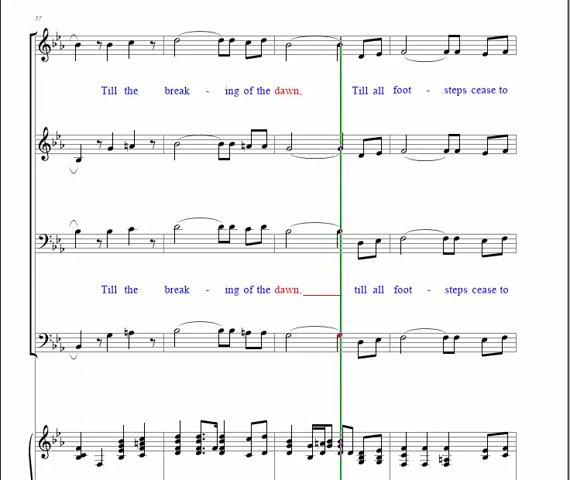 57
Till the break - ing of the dawn, Till all foot - steps cease to
Till the break - ing of the dawn, till all foot - steps cease to